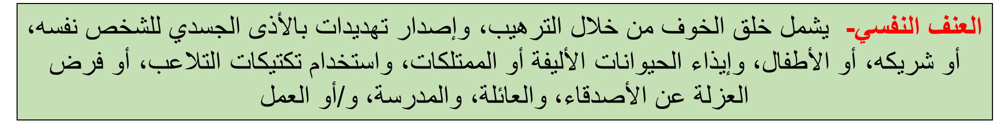 العنف النفسي- يشمل خلق الخوف من خلال الترهيب، وإصدار تهديدات بالأذى الجسدي للشخص نفسه،
أو شريكه، أو الأطفال، وإيذاء الحيوانات الأليفة أو الممتلكات، واستخدام تكتيكات التلاعب، أو فرض
العزلة عن الأصدقاء، والعائلة، والمدرسة، و/أو العمل